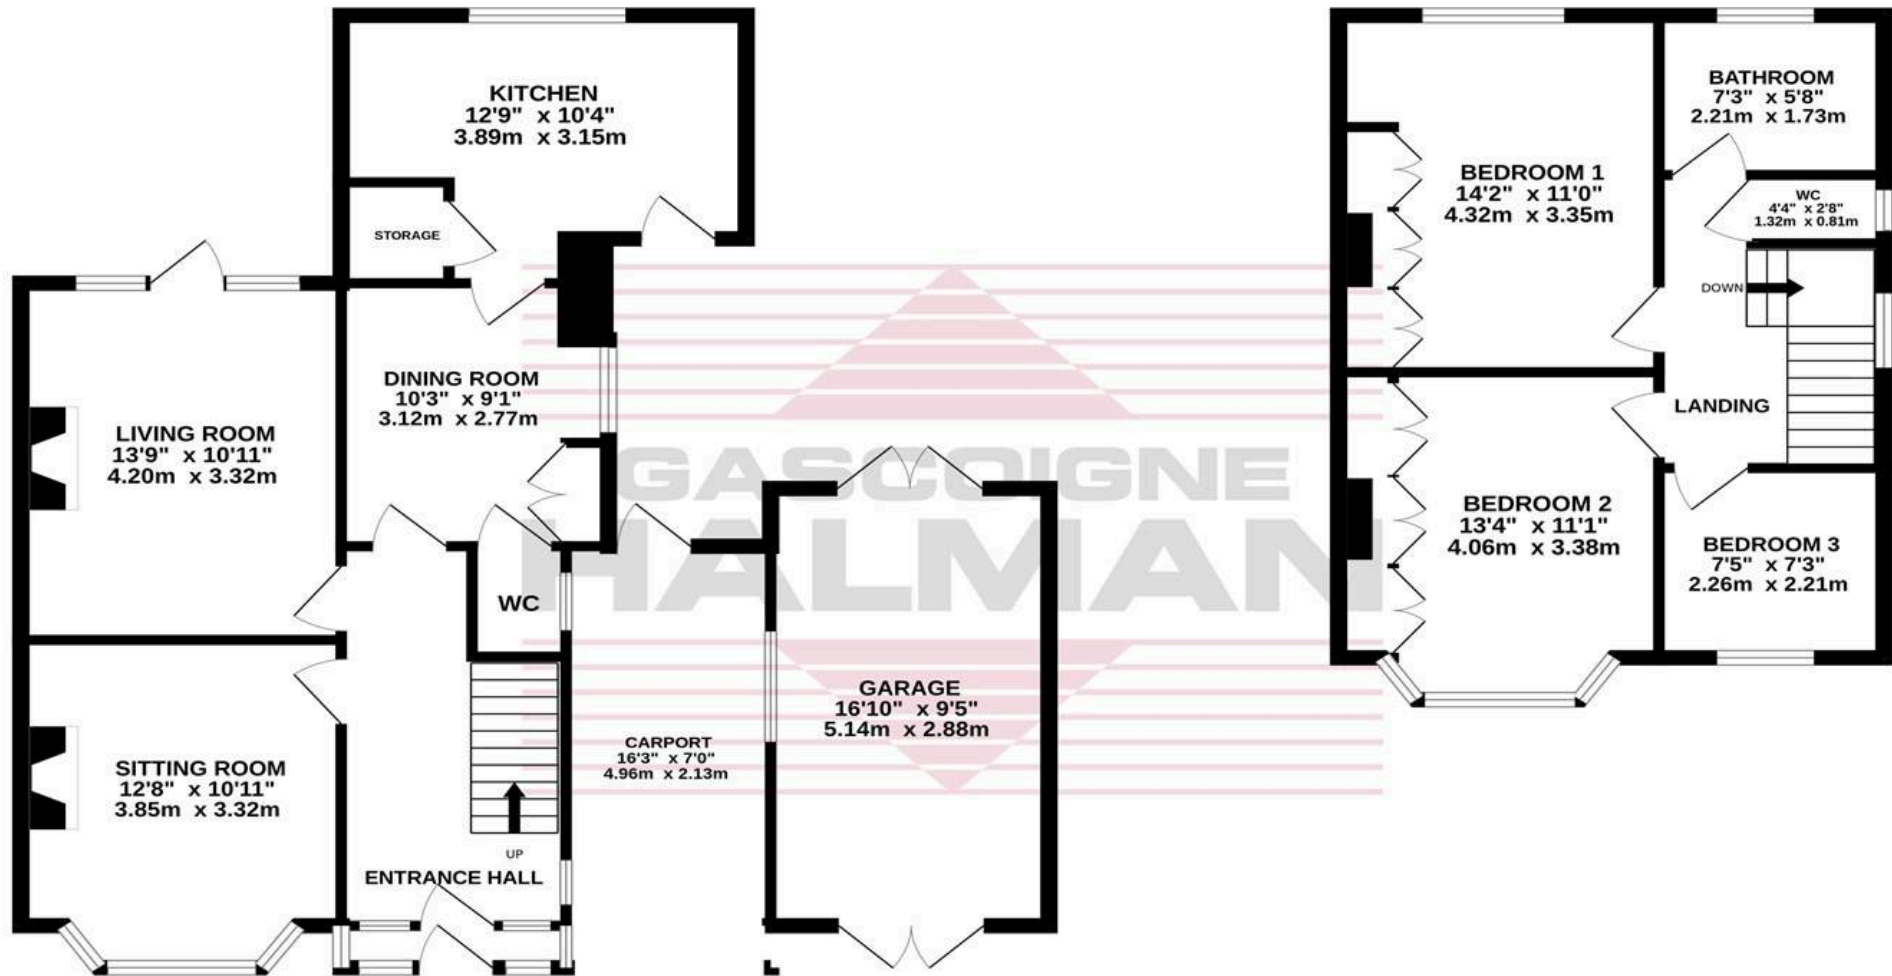 KITCHEN
12'9" x 10'4"
3.89m x 3.15m
STORAGE
DINING ROOM
10'3" x 9'1"
3.12m x 2.77m
LIVING ROOM
13'9" x 10'11"
4.20m x 3.32m
WC
SITTING ROOM
12'8" x 10'11"
3.85m x 3.32m
UP
ENTRANCE HALL
CARPORT
16'3" x 7'0"
4.96m x 2.13m
GARAGE
16'10" x 9'5"
5.14m x 2.88m
GASCOIGNE
HALMAN
BEDROOM 1
14'2" x 11'0"
4.32m x 3.35m
BATHROOM
7'3" x 5'8"
2.21m x 1.73m
WC
4'4" x 2'8"
1.32m x 0.81m
DOWN
LANDING
BEDROOM 2
13'4" x 11'1"
4.06m x 3.38m
BEDROOM 3
7'5" x 7'3"
2.26m x 2.21m